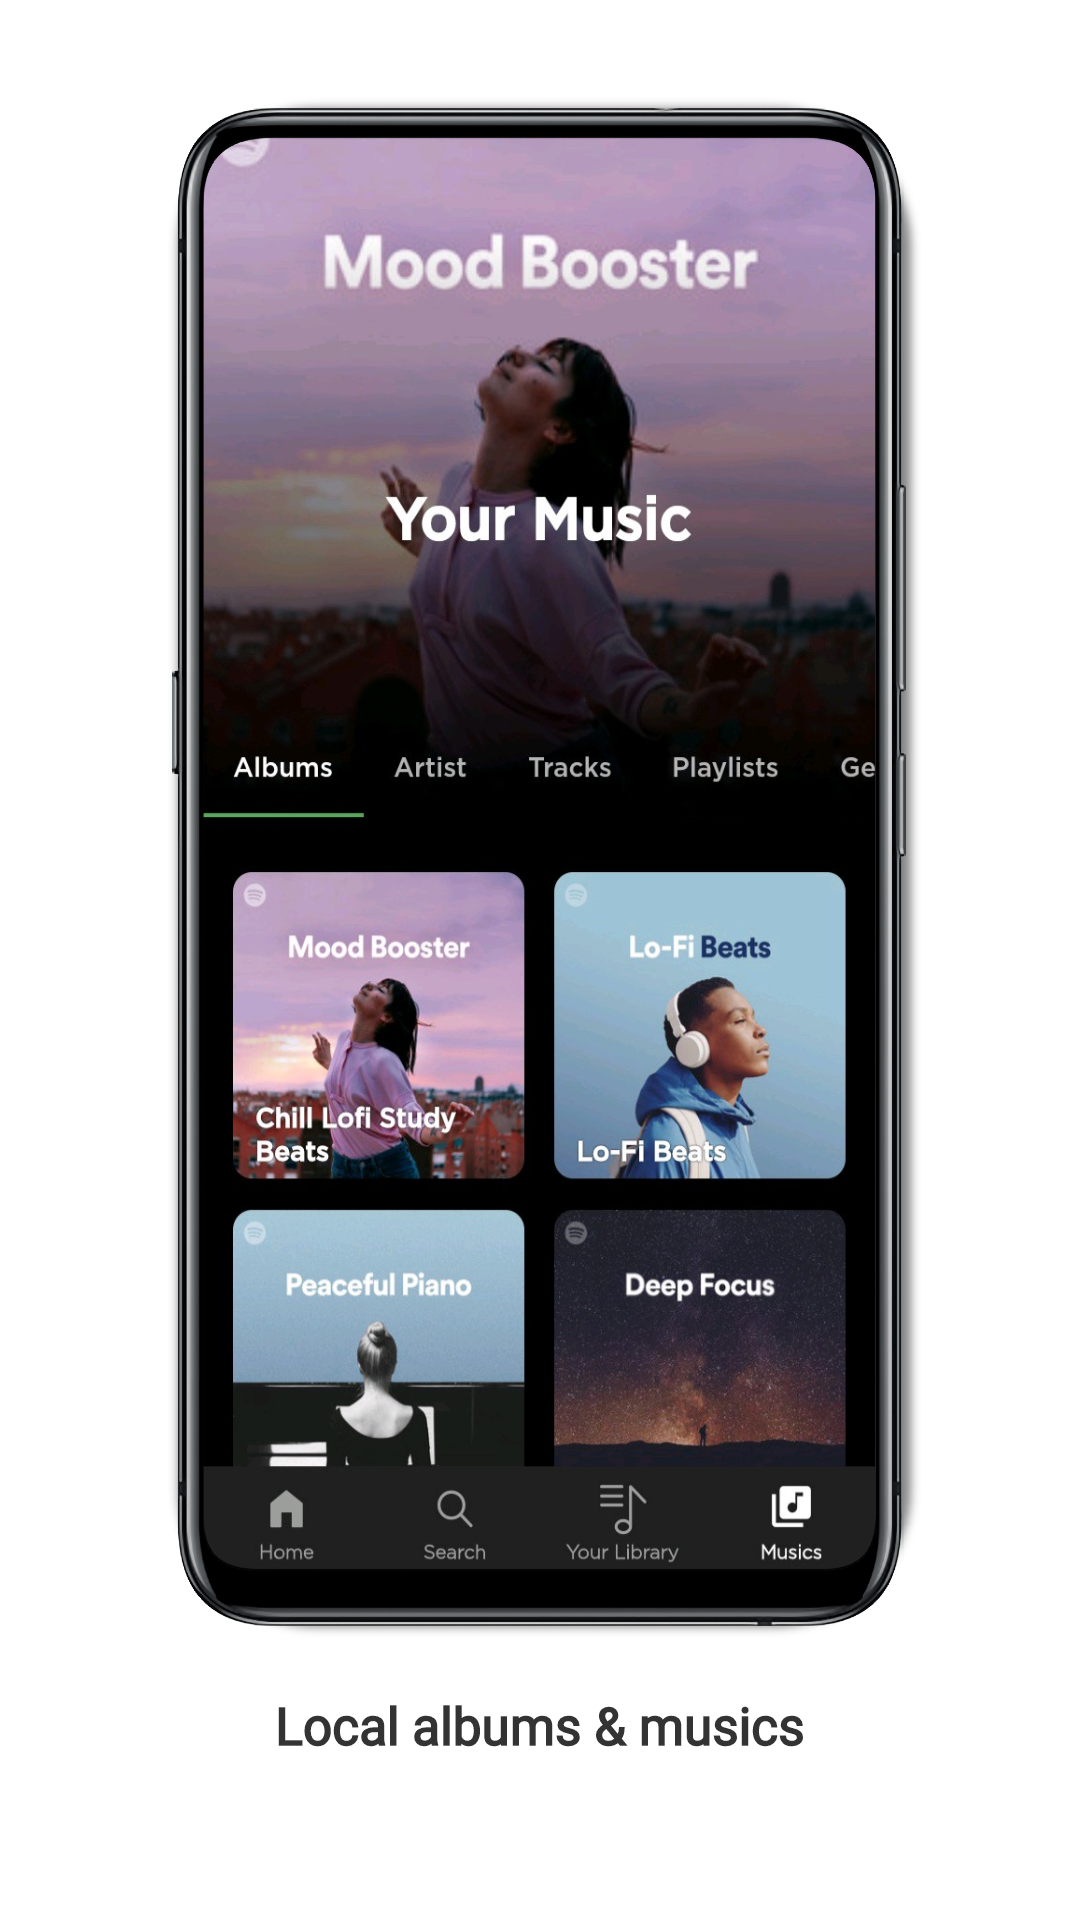 Mood Booster
Your Music
Albums Artist Tracks Playlists Ge
Mood Booster
Chill Lofi Study
Beats
Lo-Fi Beats
Lo-Fi Beats
Peaceful Piano
Deep Focus
Home Search Your Library Musics
Local albums & musics